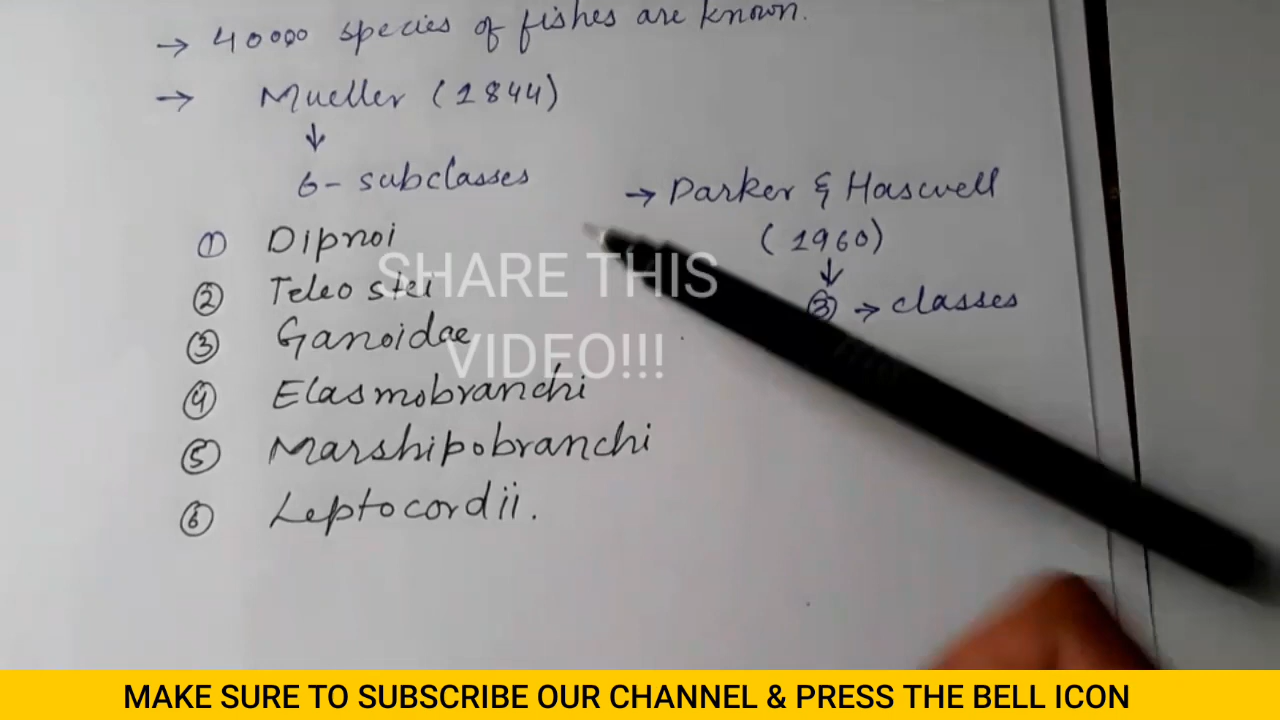 → 40000 species of fishes are known.
→ Mueller (1844)
↓
6- subclasses
① Dipnoi
② Teleostei
③ Ganoidae
④ Elasmobranchi
⑤ Marshipobranchi
⑥ Leptocordii.
→ Parker & Haswell
(1960)
↓
③ → classes
SHARE THIS
VIDEO!!!
MAKE SURE TO SUBSCRIBE OUR CHANNEL & PRESS THE BELL ICON